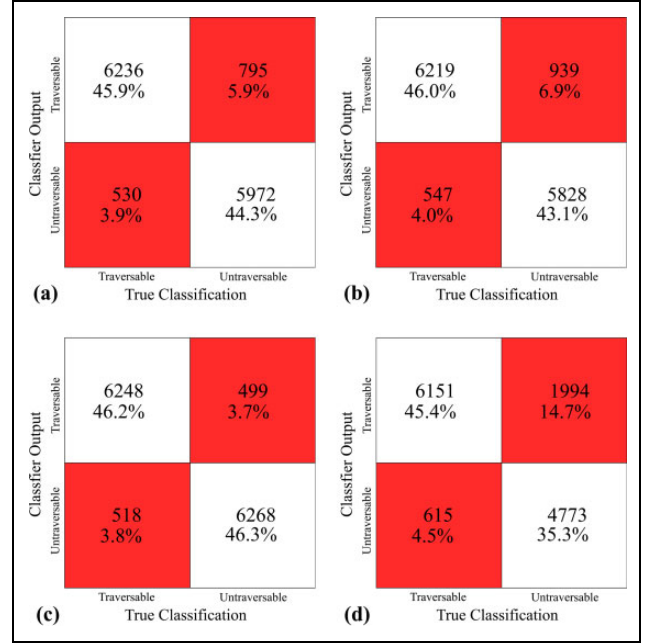 Classfier Output
Traversable
Untraversable
6236
45.9%
795
5.9%
530
3.9%
5972
44.3%
Traversable
Untraversable
(a)
True Classification
Classfier Output
Traversable
Untraversable
6219
46.0%
939
6.9%
547
4.0%
5828
43.1%
Traversable
Untraversable
(b)
True Classification
Classfier Output
Traversable
Untraversable
6248
46.2%
499
3.7%
518
3.8%
6268
46.3%
Traversable
Untraversable
(c)
True Classification
Classfier Output
Traversable
Untraversable
6151
45.4%
1994
14.7%
615
4.5%
4773
35.3%
Traversable
Untraversable
(d)
True Classification